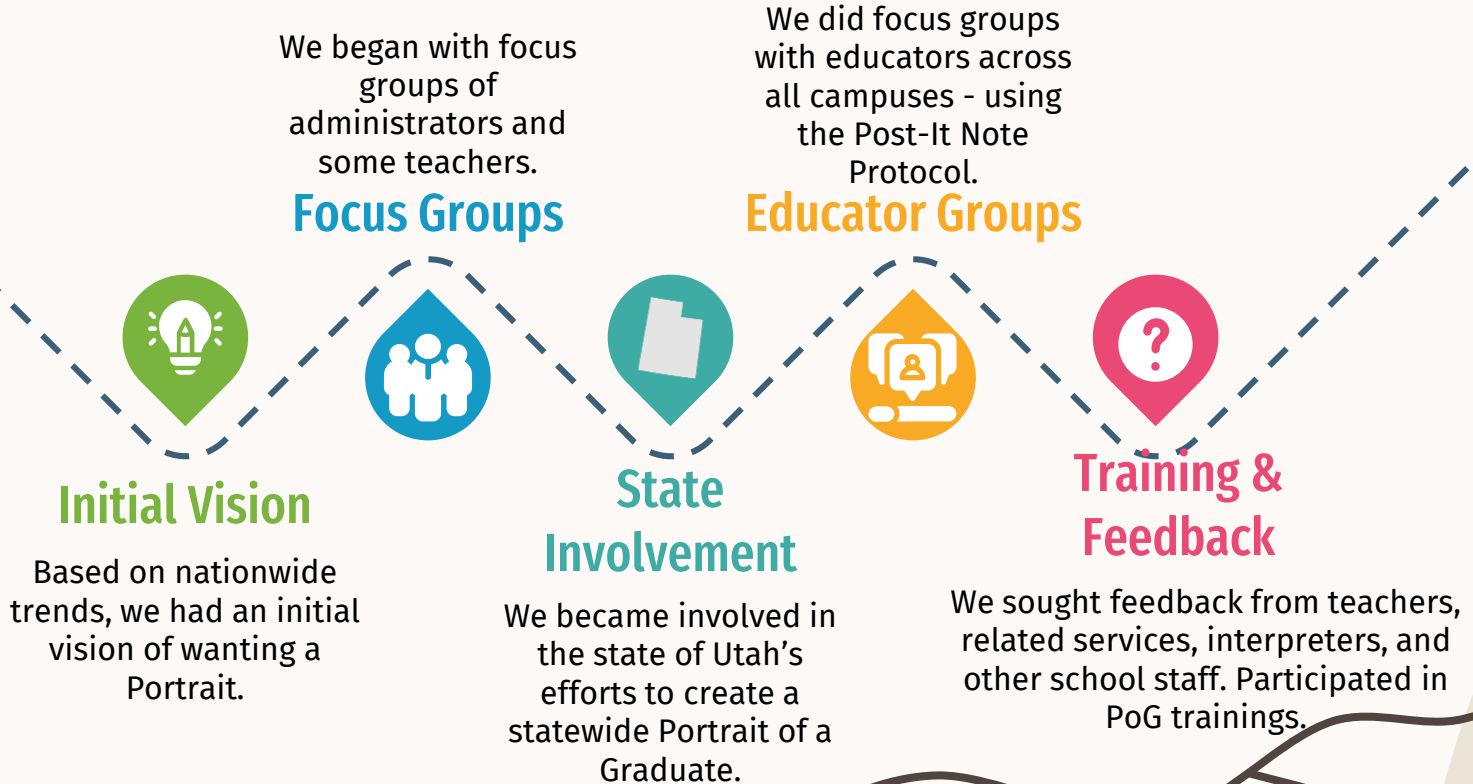 We began with focus
groups of
administrators and
some teachers.
Focus Groups
We did focus groups
with educators across
all campuses - using
the Post-It Note
Protocol.
Educator Groups
Initial Vision
Based on nationwide
trends, we had an initial
vision of wanting a
Portrait.
State
Involvement
We became involved in
the state of Utah’s
efforts to create a
statewide Portrait of a
Graduate.
?
Training &
Feedback
We sought feedback from teachers,
related services, interpreters, and
other school staff. Participated in
PoG trainings.